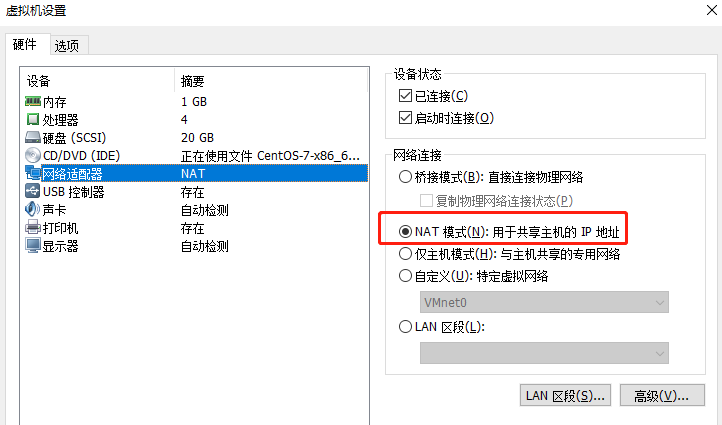 虚拟机设置
硬件 选项
设备 摘要
内存 1 GB
处理器 4
硬盘 (SCSI) 20 GB
CD/DVD (IDE) 正在使用文件 CentOS-7-x86_6...
网络适配器 NAT
USB 控制器 存在
声卡 自动检测
打印机 存在
显示器 自动检测
设备状态
已连接(C)
启动时连接(O)
网络连接
桥接模式(B): 直接连接物理网络
复制物理网络连接状态(P)
NAT 模式(N): 用于共享主机的 IP 地址
仅主机模式(H): 与主机共享的专用网络
自定义(U): 特定虚拟网络
VMnet0
LAN 区段(L):
LAN 区段(S)... 高级(V)...